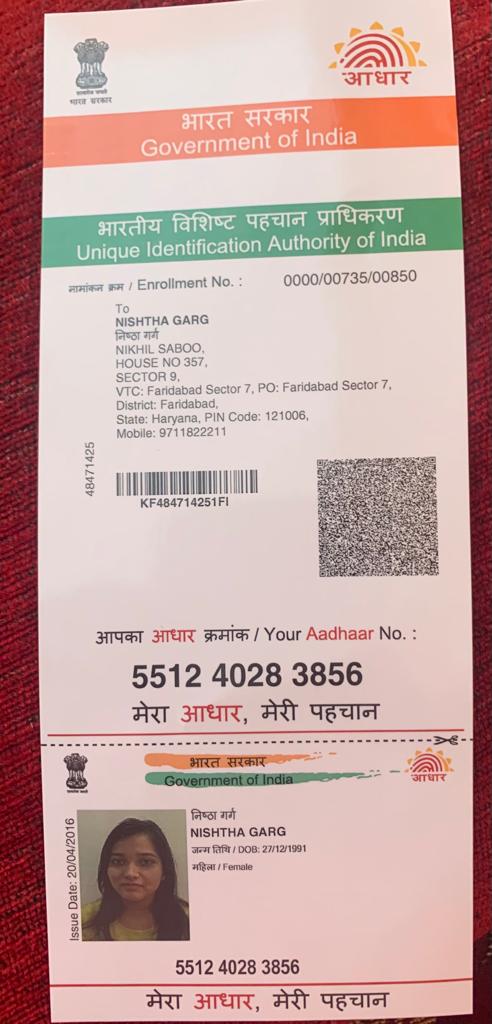 आधार
सत्यमेव जयते
भारत सरकार
भारत सरकार
Government of India
भारतीय विशिष्ट पहचान प्राधिकरण
Unique Identification Authority of India
नामांकन क्रम / Enrollment No. : 0000/00735/00850
To
NISHTHA GARG
निष्ठा गर्ग
NIKHIL SABOO,
HOUSE NO 357,
SECTOR 9,
VTC: Faridabad Sector 7, PO: Faridabad Sector 7,
District: Faridabad,
State: Haryana, PIN Code: 121006,
Mobile: 9711822211
48471425
KF484714251FI
आपका आधार क्रमांक / Your Aadhaar No. :
5512 4028 3856
मेरा आधार, मेरी पहचान
भारत सरकार
Government of India
आधार
Issue Date: 20/04/2016
निष्ठा गर्ग
NISHTHA GARG
जन्म तिथि / DOB: 27/12/1991
महिला / Female
5512 4028 3856
मेरा आधार, मेरी पहचान